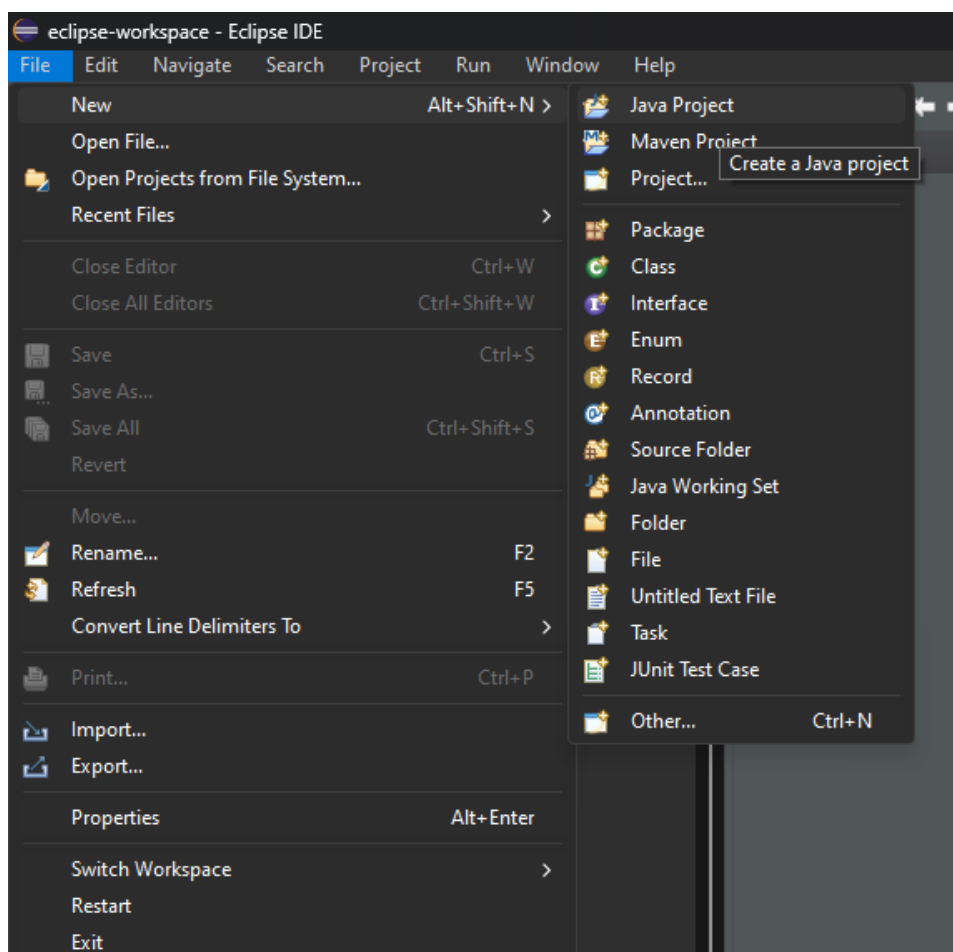 eclipse-workspace - Eclipse IDE
File Edit Navigate Search Project Run Window Help
New Alt+Shift+N >
Open File...
Open Projects from File System...
Recent Files >
Close Editor Ctrl+W
Close All Editors Ctrl+Shift+W
Save Ctrl+S
Save As...
Save All Ctrl+Shift+S
Revert
Move...
Rename... F2
Refresh F5
Convert Line Delimiters To >
Print... Ctrl+P
Import...
Export...
Properties Alt+Enter
Switch Workspace >
Restart
Exit
Java Project
Maven Project
Create a Java project
Project...
Package
Class
Interface
Enum
Record
Annotation
Source Folder
Java Working Set
Folder
File
Untitled Text File
Task
JUnit Test Case
Other... Ctrl+N